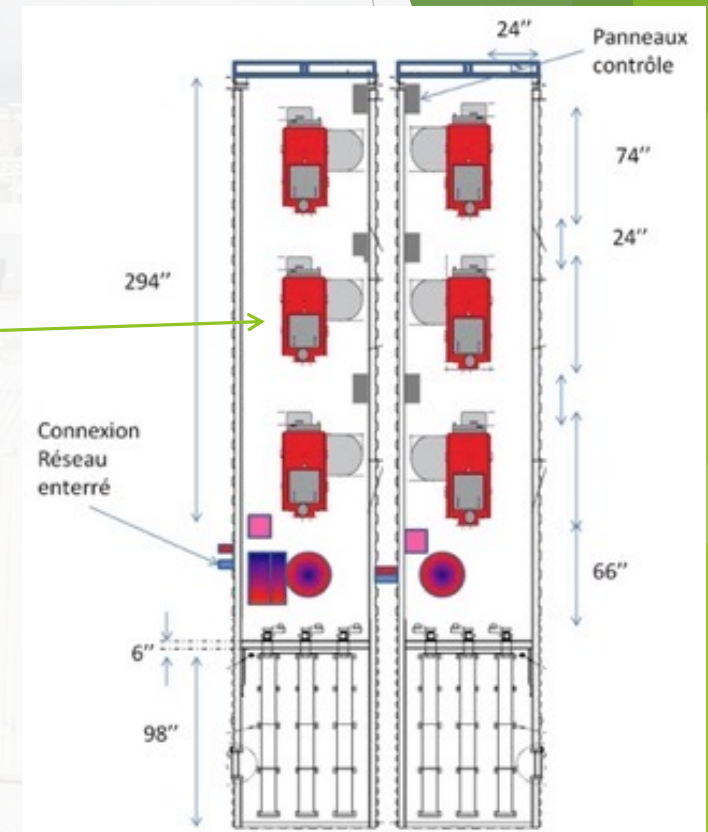 24’’
Panneaux
contrôle
74’’
24’’
294’’
Connexion
Réseau
enterré
66’’
6’’
98’’